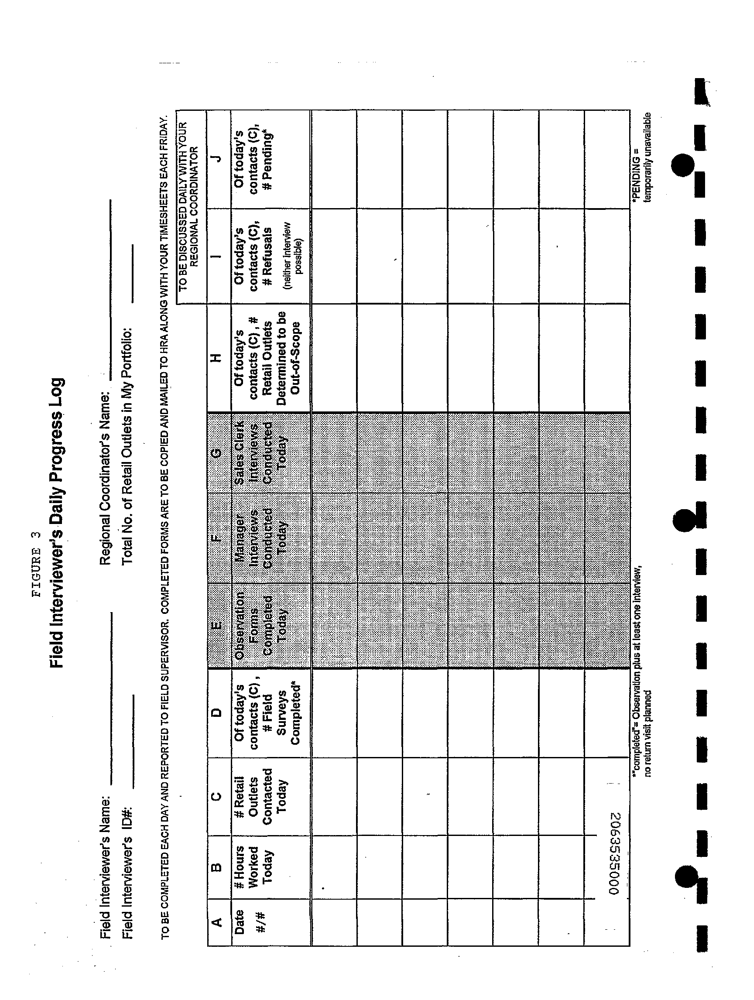 FIGURE 3
Field Interviewer's Daily Progress Log
Field Interviewer's Name:
Regional Coordinator's Name:
Field Interviewer's ID#:
Total No. of Retail Outlets in My Portfolio:
TO BE COMPLETED EACH DAY AND REPORTED TO FIELD SUPERVISOR. COMPLETED FORMS ARE TO BE COPIED AND MAILED TO HRA ALONG WITH YOUR TIMESHEETS EACH FRIDAY.
TO BE DISCUSSED DAILY WITH YOUR
REGIONAL COORDINATOR
A
B
C
D
E
F
G
H
I
J
Date
#/#
# Hours
Worked
Today
# Retail
Outlets
Contacted
Today
Of today's
contacts (C) ,
# Field
Surveys
Completed*
Observation
Forms
Completed
Today
Manager
Interviews
Conducted
Today
Sales Clerk
Interviews
Conducted
Today
Of today's
contacts (C) , #
Retail Outlets
Determined to be
Out-of-Scope
Of today's
contacts (C),
# Refusals
(neither interview
possible)
Of today's
contacts (C),
# Pending*
*"completed"= Observation plus at least one interview,
no return visit planned
*PENDING =
temporarily unavailable
2063535000